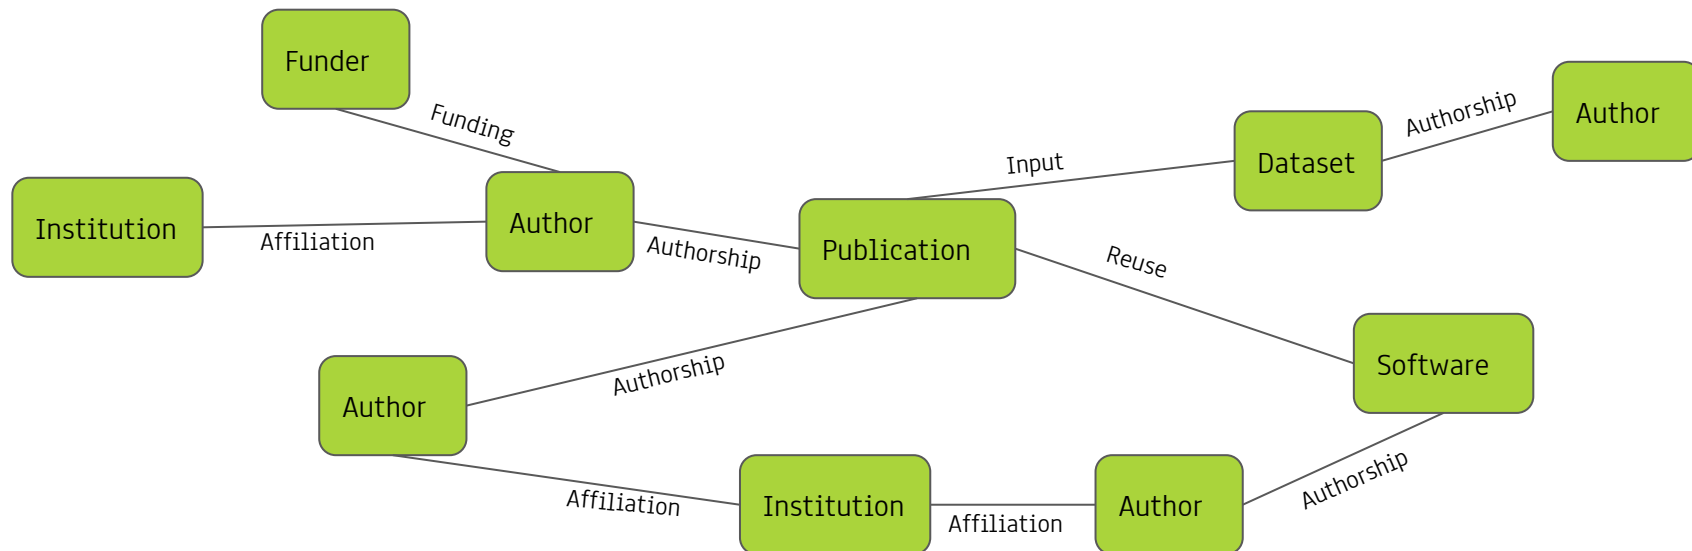 Funder
Funding
Authorship
Author
Input
Dataset
Institution
Affiliation
Author
Authorship
Publication
Reuse
Software
Author
Authorship
Affiliation
Institution
Affiliation
Author
Authorship